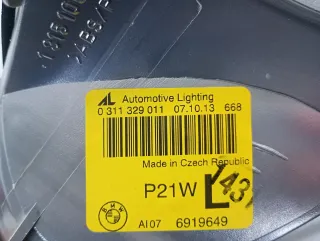 AL Automotive Lighting
0 311 329 011 07.10.13 668
Made in Czech Republic
P21W L 43
BMW
AI07 6919649